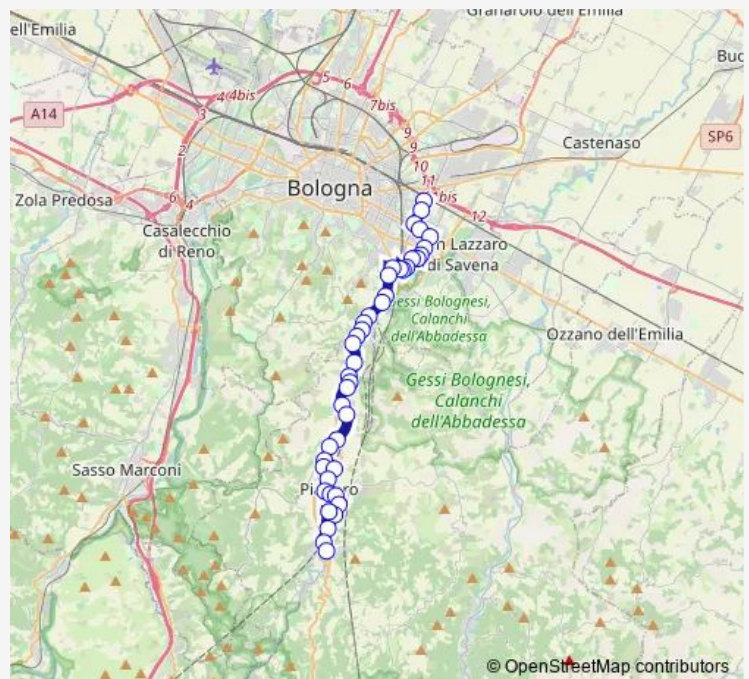 Granarolo dell'Emilia
ell'Emilia
Buc
5
6
4
4bis
7bis
3
A14
9
SP6
9
Castenaso
2
10
11
Bologna
bis
Zola Predosa
6
4
12
Casalecchio
di Reno
n Lazzaro
di Savena
Gessi Bolognesi,
Calanchi
dell'Abbadessa
Ozzano dell'Emilia
Gessi Bolognesi,
Calanchi
dell'Abbadessa
Sasso Marconi
© OpenStreetMap contributors